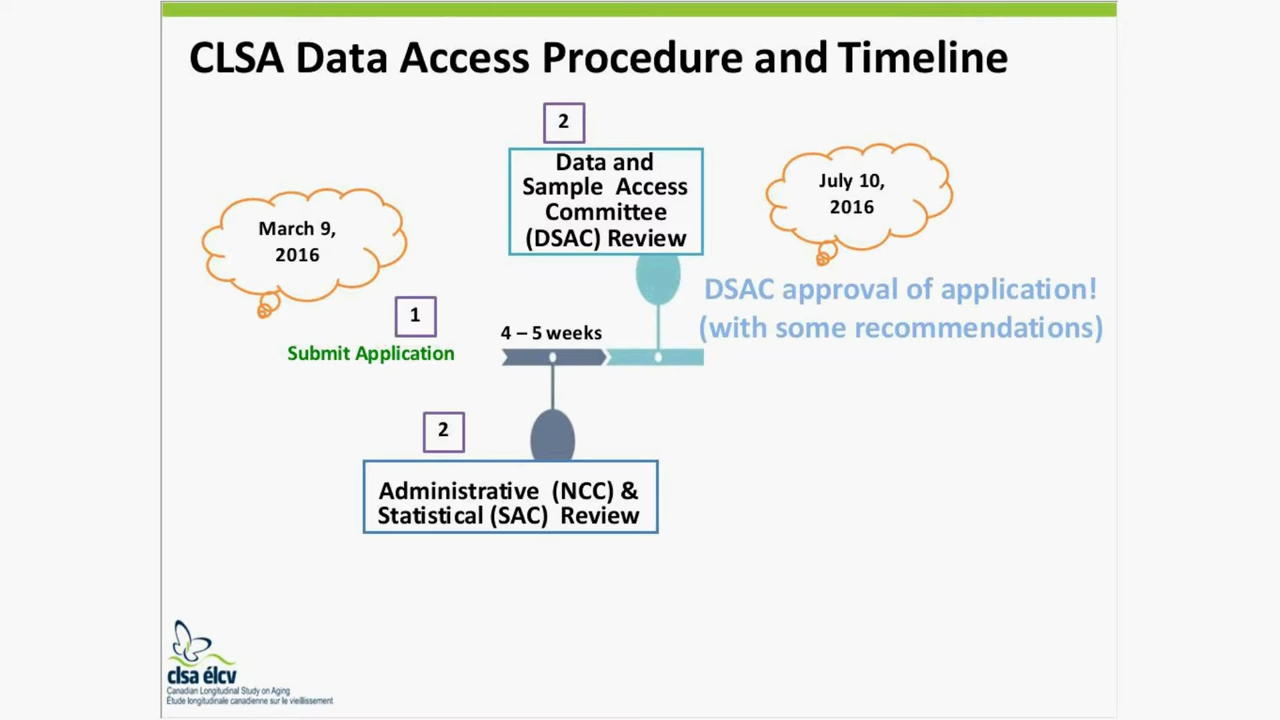 CLSA Data Access Procedure and Timeline
2
Data and
Sample Access
Committee
(DSAC) Review
July 10,
2016
March 9,
2016
DSAC approval of application!
(with some recommendations)
1
Submit Application
4 – 5 weeks
2
Administrative (NCC) &
Statistical (SAC) Review
clsa élcv
Canadian Longitudinal Study on Aging
Étude longitudinale canadienne sur le vieillissement